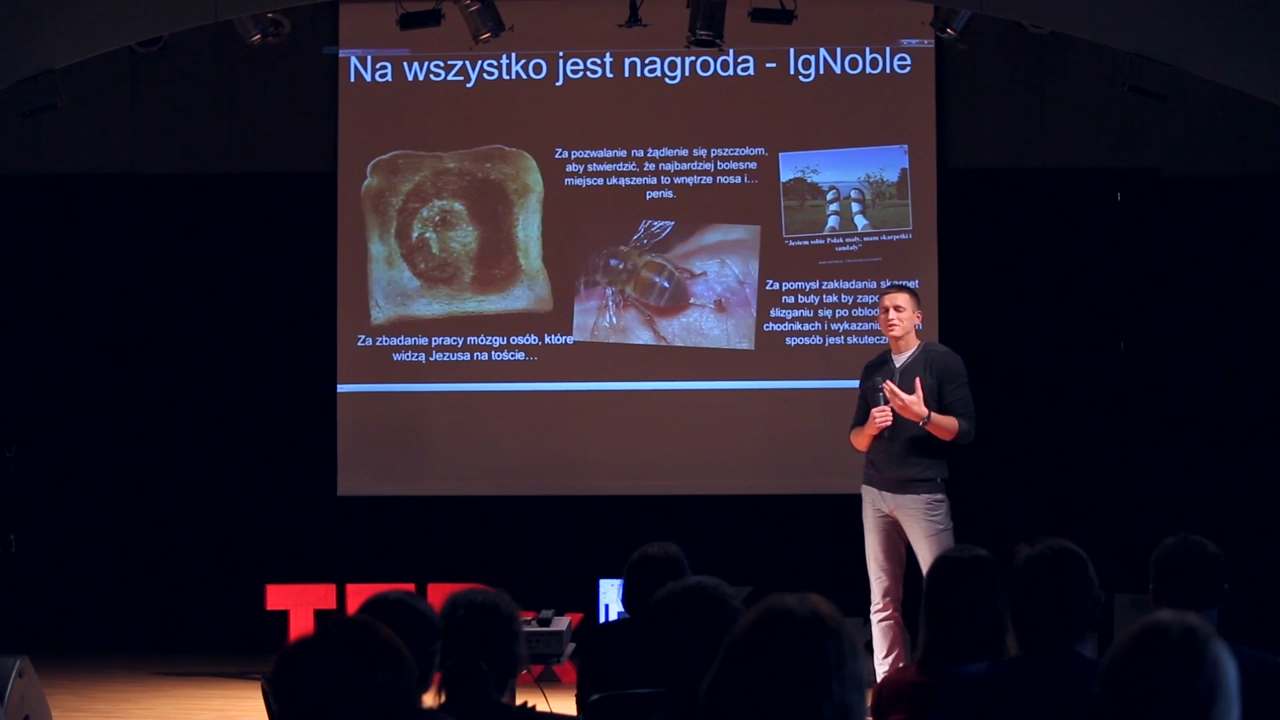 Na wszystko jest nagroda - IgNoble
Za pozwalanie na żądlenie się pszczołom,
aby stwierdzić, że najbardziej bolesne
miejsce ukąszenia to wnętrze nosa i…
penis.
"Jestem sobie Polak mały, mam skarpetki i
sandały"
Za zbadanie pracy mózgu osób, które
widzą Jezusa na toście…
Za pomysł zakładania skarpet
na buty tak by
ślizganiu się po
chodnikach i
sposób jest
TEDx